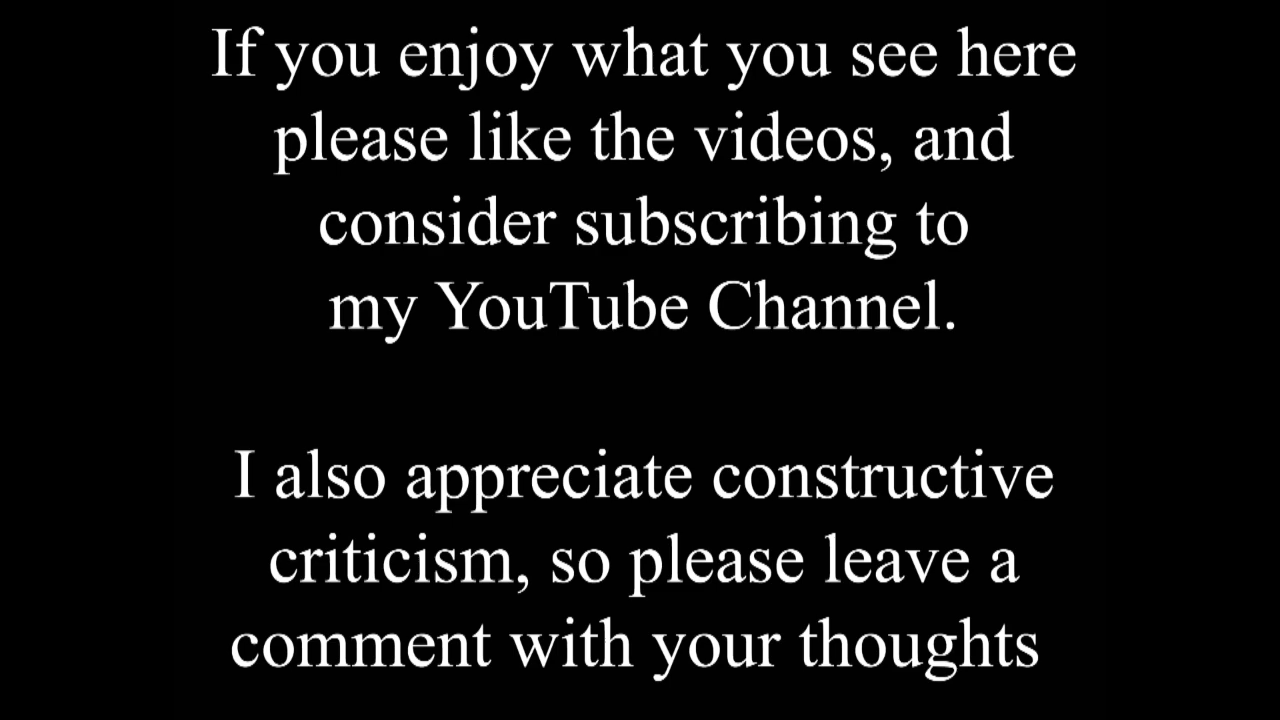 If you enjoy what you see here
please like the videos, and
consider subscribing to
my YouTube Channel.
I also appreciate constructive
criticism, so please leave a
comment with your thoughts